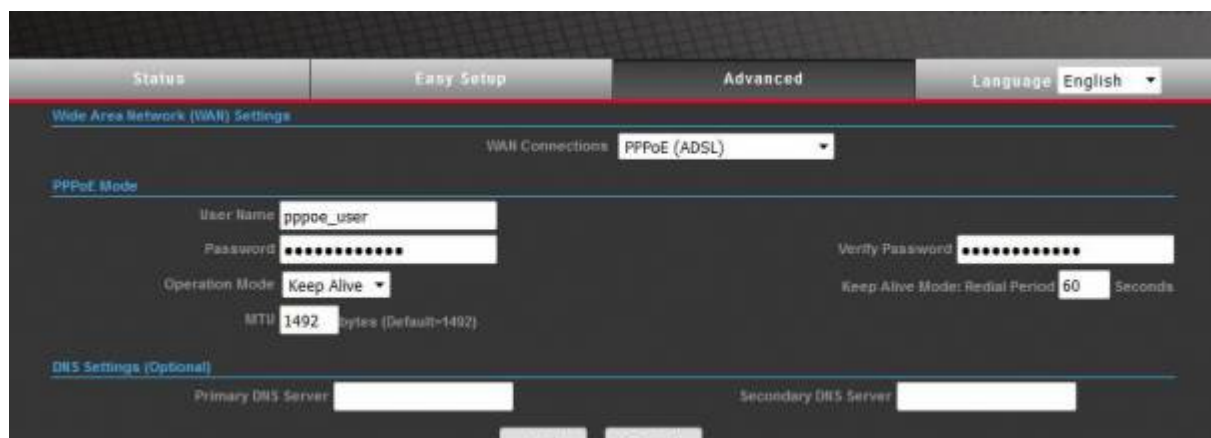 Status Easy Setup Advanced Language English
Wide Area Network (WAN) Settings
WAN Connections PPPoE (ADSL)
PPPoE Mode
User Name pppoe_user
Password ●●●●●●●●●●●● Verify Password ●●●●●●●●●●●●
Operation Mode Keep Alive Keep Alive Mode: Redial Period 60 Seconds
MTU 1492 bytes (Default=1492)
DNS Settings (Optional)
Primary DNS Server Secondary DNS Server